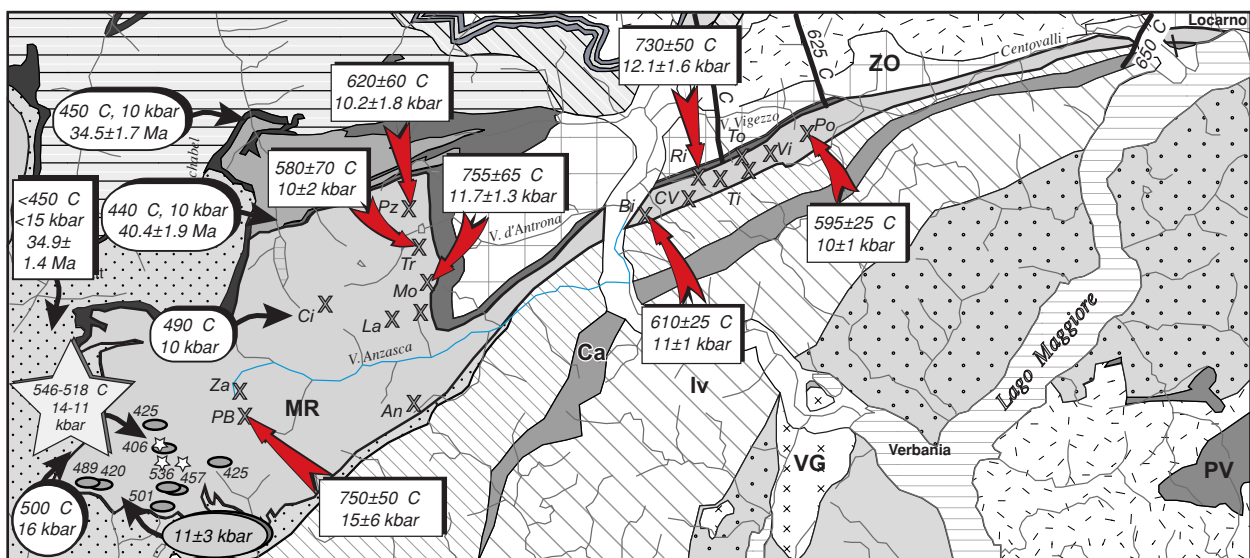 Locarno
730±50 C
12.1±1.6 kbar
625 C
ZO
Centovalli
650 C
620±60 C
10.2±1.8 kbar
450 C, 10 kbar
34.5±1.7 Ma
C
V. Vigezzo
To
Vi
Po
Ri
chabel
580±70 C
10±2 kbar
755±65 C
11.7±1.3 kbar
<450 C
<15 kbar
34.9±
1.4 Ma
440 C, 10 kbar
40.4±1.9 Ma
Pz
Bi
CV
Ti
595±25 C
10±1 kbar
V. d'Antrona
Tr
Mo
490 C
10 kbar
Ci
La
V. Anzasca
610±25 C
11±1 kbar
Ca
Iv
Lago Maggiore
546-518 C
14-11
kbar
Za
PB
MR
An
425
406
489
420
536
457
425
501
Verbania
VG
PV
500 C
16 kbar
11±3 kbar
750±50 C
15±6 kbar